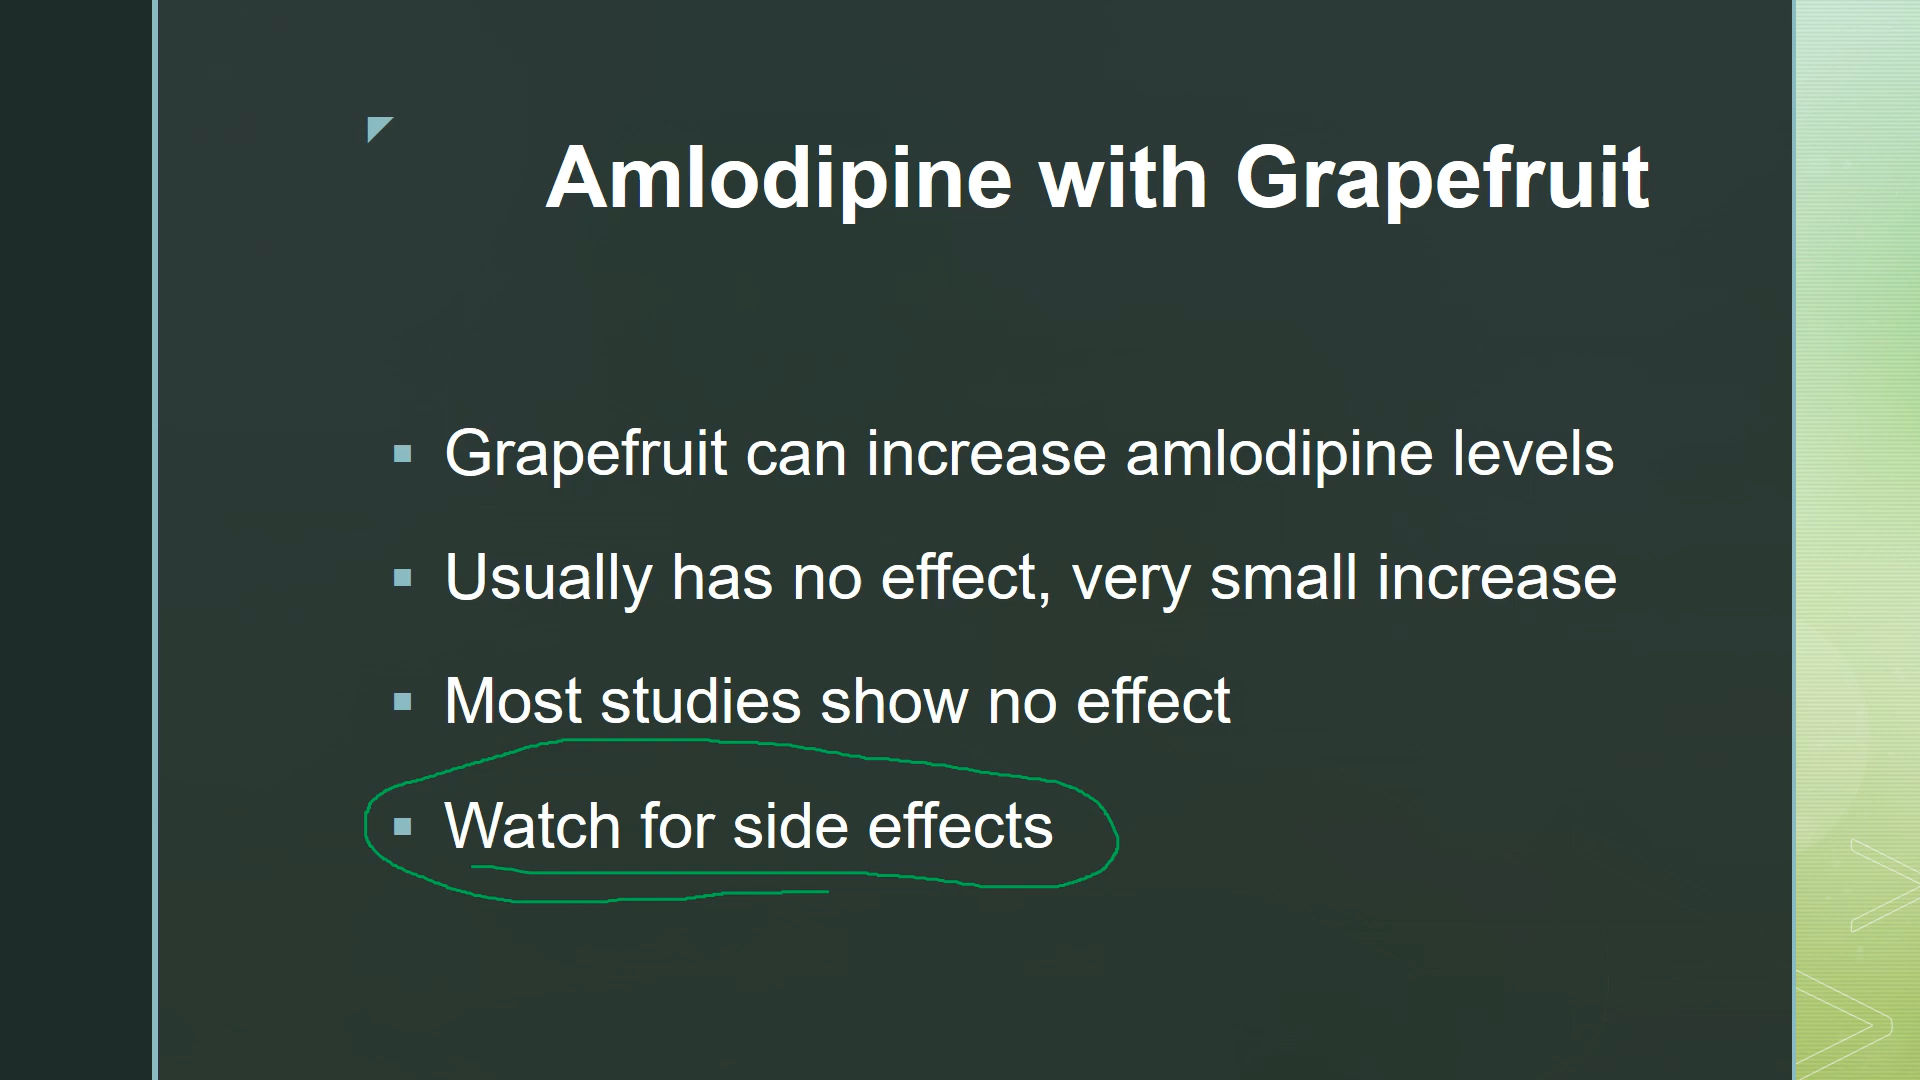 Amlodipine with Grapefruit
▪ Grapefruit can increase amlodipine levels
▪ Usually has no effect, very small increase
▪ Most studies show no effect
▪ Watch for side effects